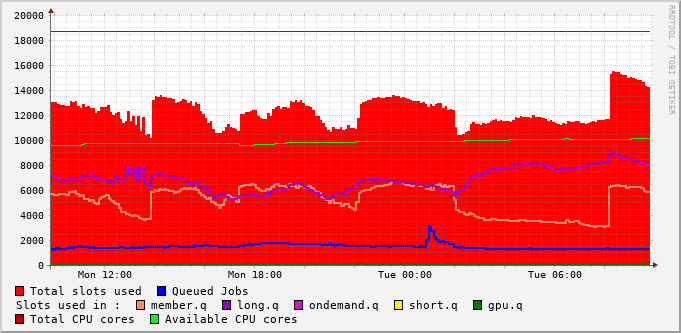 RRDTOOL / TOBI OETIKER
20000
18000
16000
14000
12000
10000
8000
6000
4000
2000
0
Mon 12:00 Mon 18:00 Tue 00:00 Tue 06:00
Total slots used Queued Jobs
Slots used in : member.q long.q ondemand.q short.q gpu.q
Total CPU cores Available CPU cores